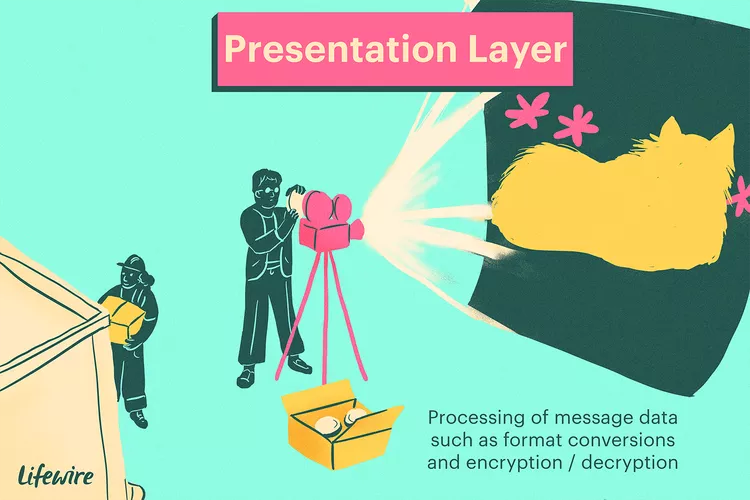 Presentation Layer
Processing of message data
such as format conversions
and encryption / decryption
Lifewire